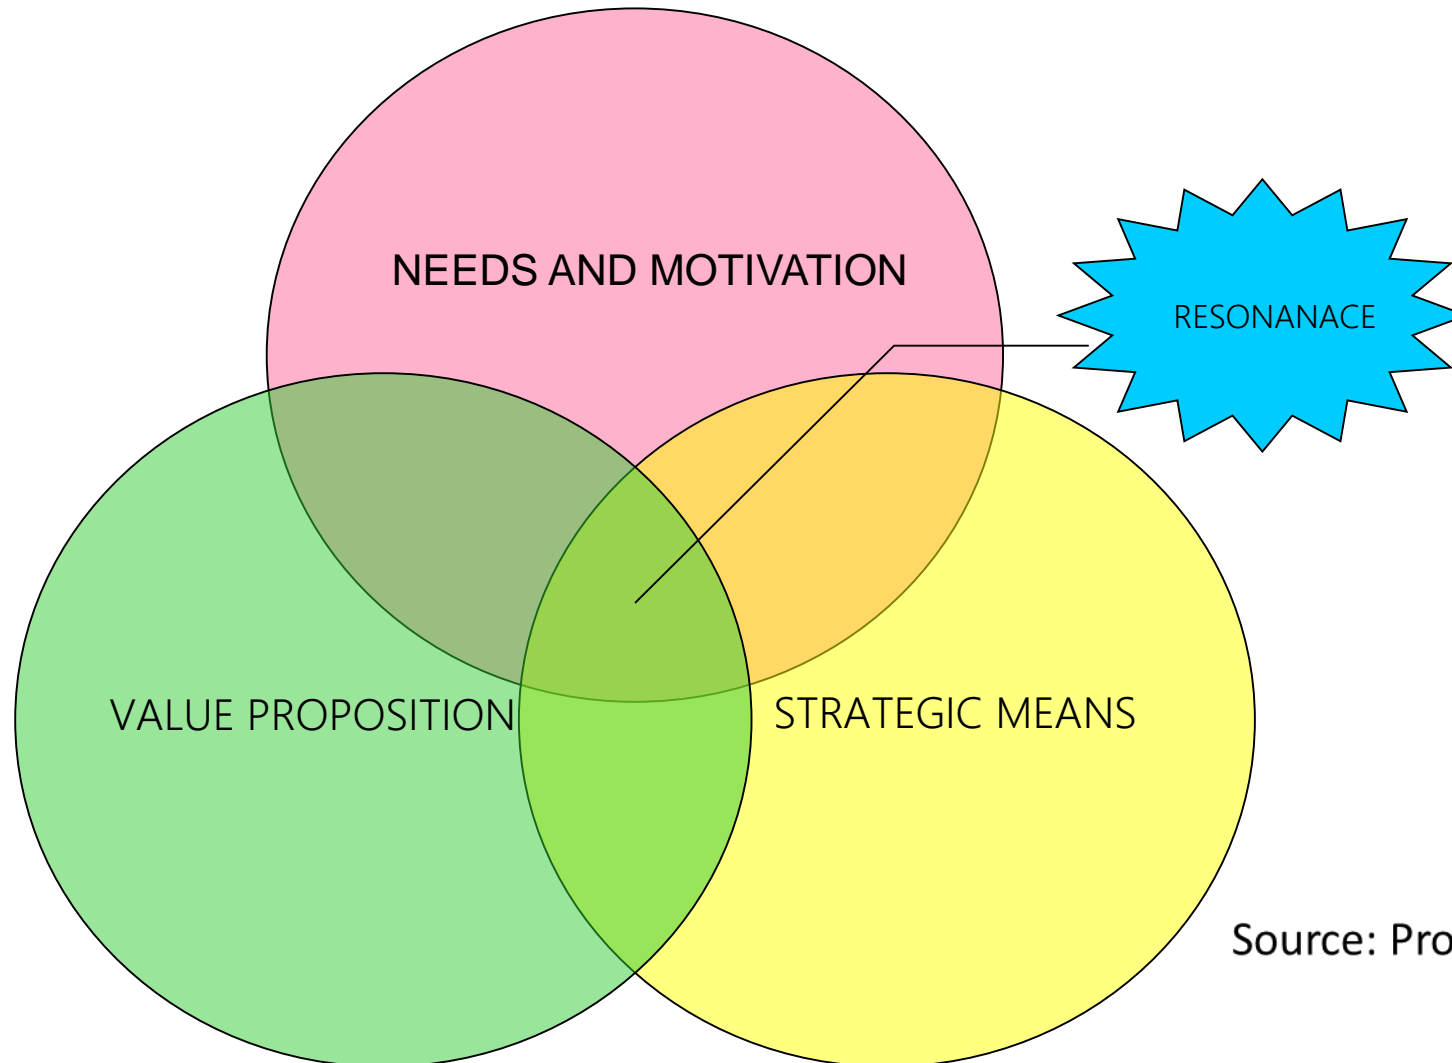 NEEDS AND MOTIVATION
RESONANACE
VALUE PROPOSITION
STRATEGIC MEANS
Source: Pro